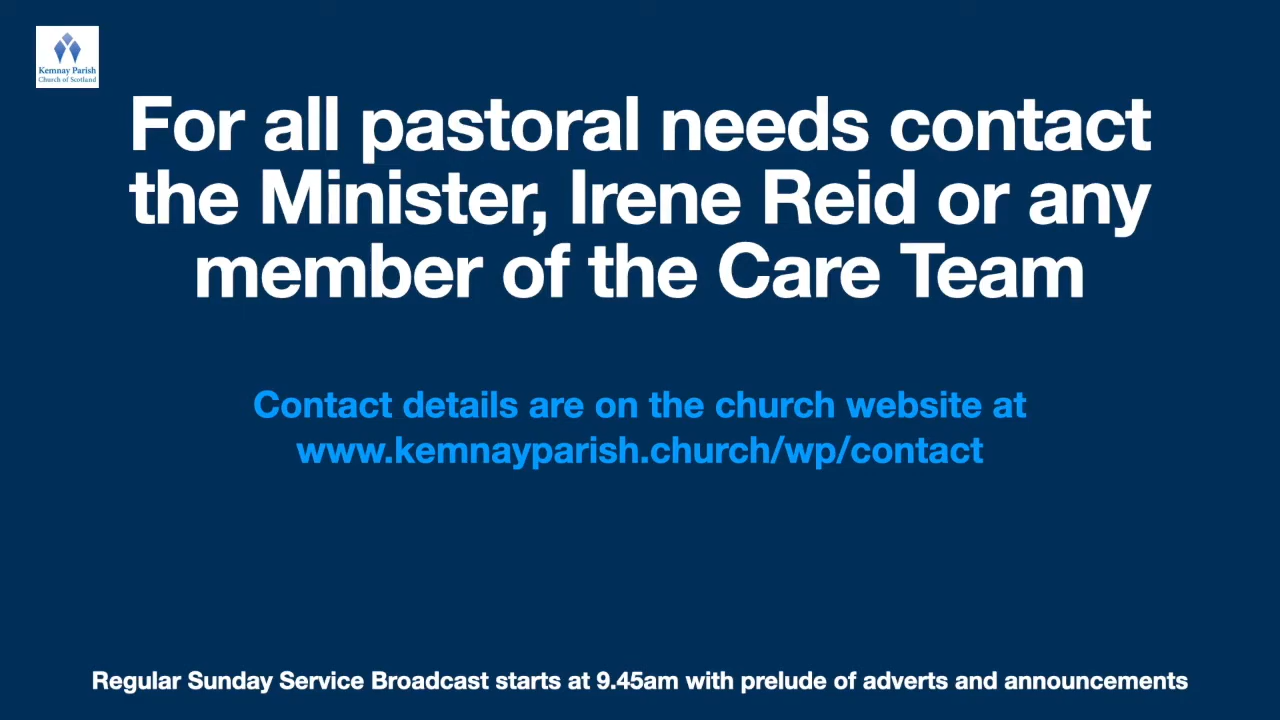 Kemnay Parish
Church of Scotland
For all pastoral needs contact
the Minister, Irene Reid or any
member of the Care Team
Contact details are on the church website at
www.kemnayparish.church/wp/contact
Regular Sunday Service Broadcast starts at 9.45am with prelude of adverts and announcements